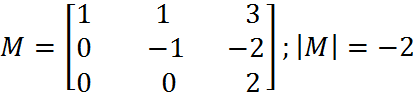 M = [1 1 3
0 −1 −2
0 0 2]; |M| = −2